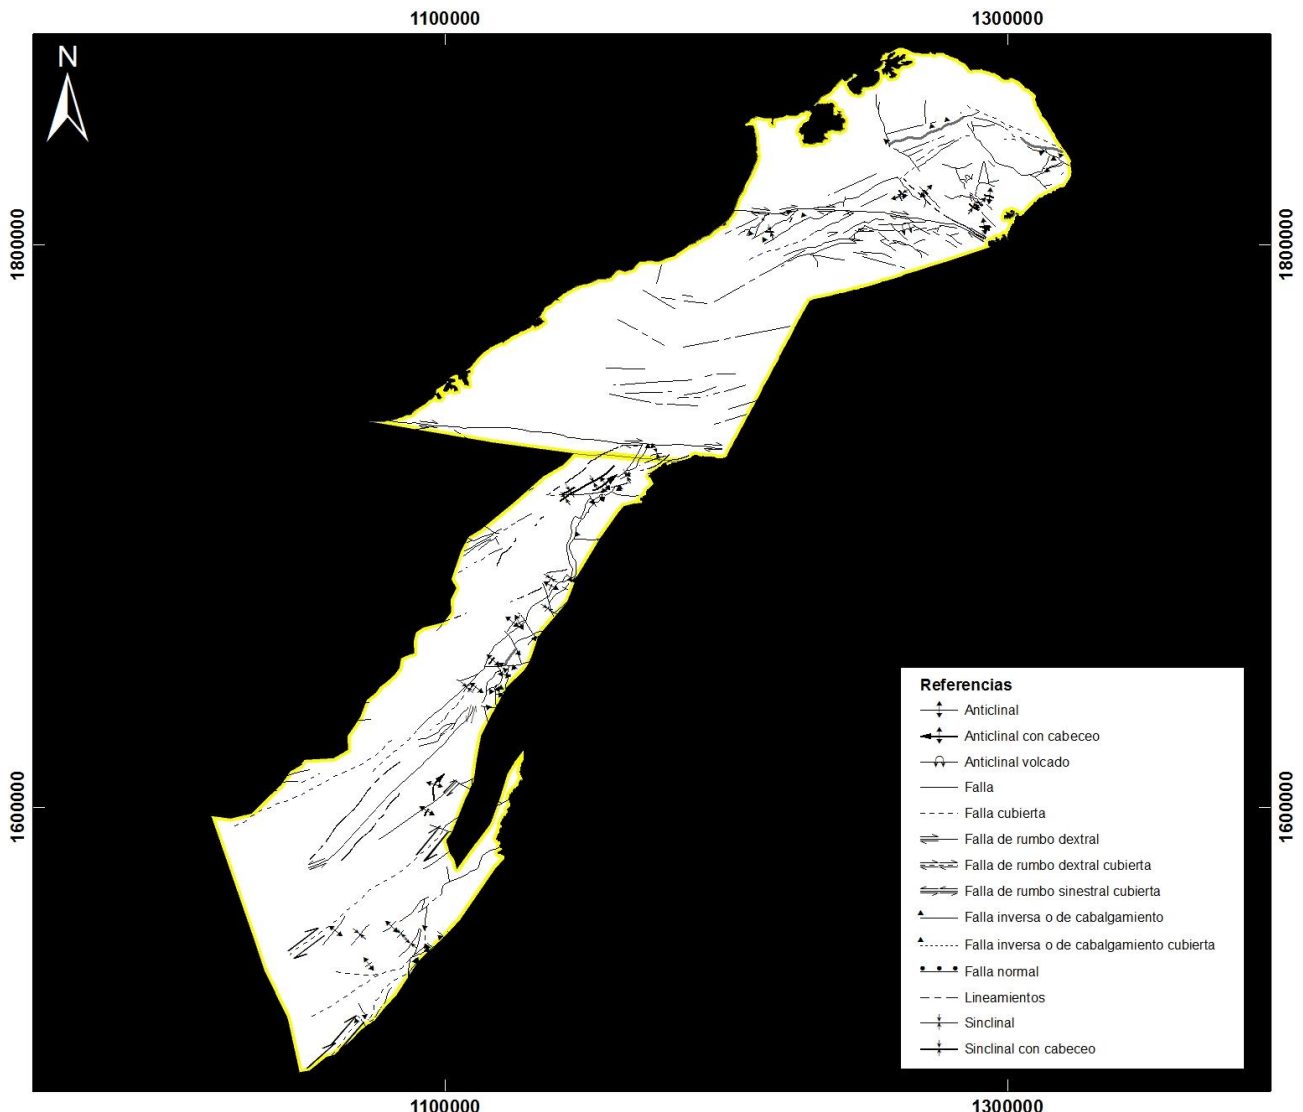 1100000
1300000
N
1800000
1800000
1600000
1600000
Referencias
Anticlinal
Anticlinal con cabeceo
Anticlinal volcado
Falla
Falla cubierta
Falla de rumbo dextral
Falla de rumbo dextral cubierta
Falla de rumbo sinestral cubierta
Falla inversa o de cabalgamiento
Falla inversa o de cabalgamiento cubierta
Falla normal
Lineamientos
Sinclinal
Sinclinal con cabeceo
1100000
1300000